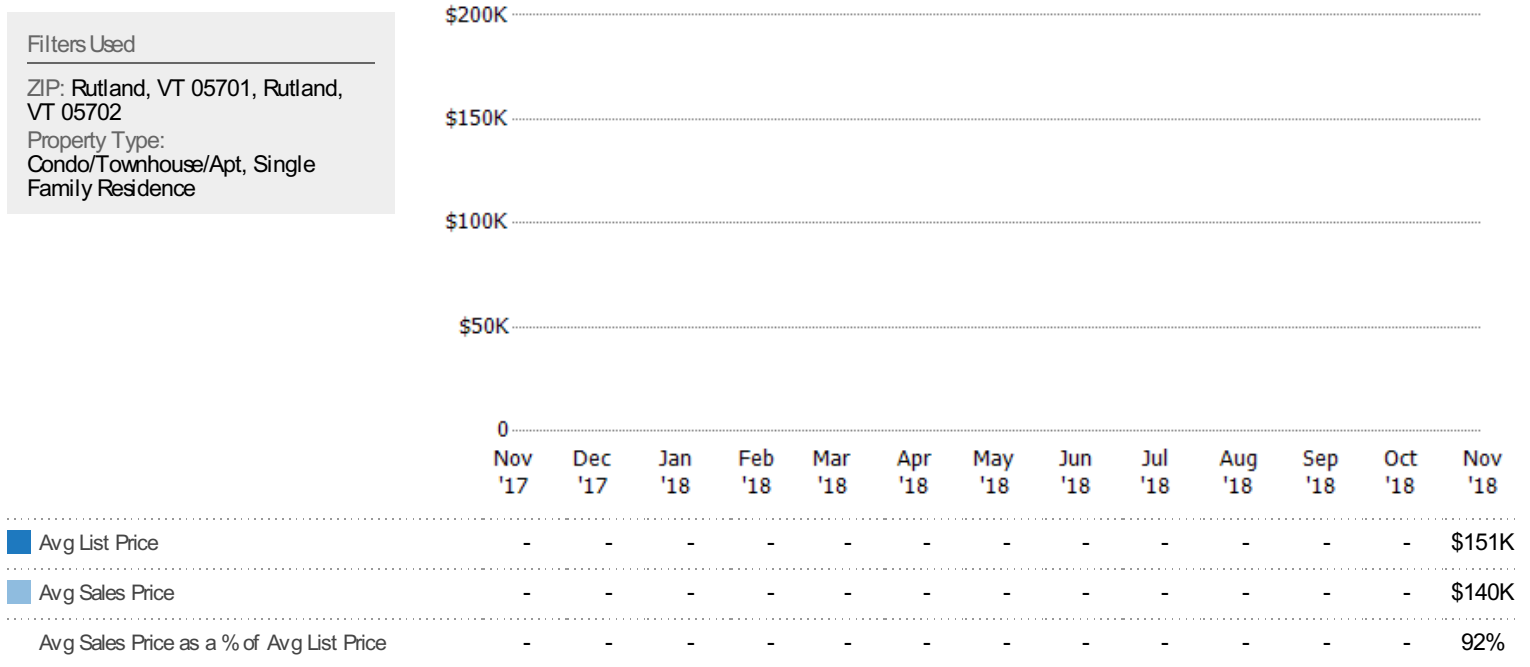 Filters Used
ZIP: Rutland, VT 05701, Rutland,
VT 05702
Property Type:
Condo/Townhouse/Apt, Single
Family Residence
$200K
$150K
$100K
$50K
0
Nov Dec Jan Feb Mar Apr May Jun Jul Aug Sep Oct Nov
'17 '17 '18 '18 '18 '18 '18 '18 '18 '18 '18 '18 '18
Avg List Price - - - - - - - - - - - - $151K
Avg Sales Price - - - - - - - - - - - - $140K
Avg Sales Price as a % of Avg List Price - - - - - - - - - - - - 92%